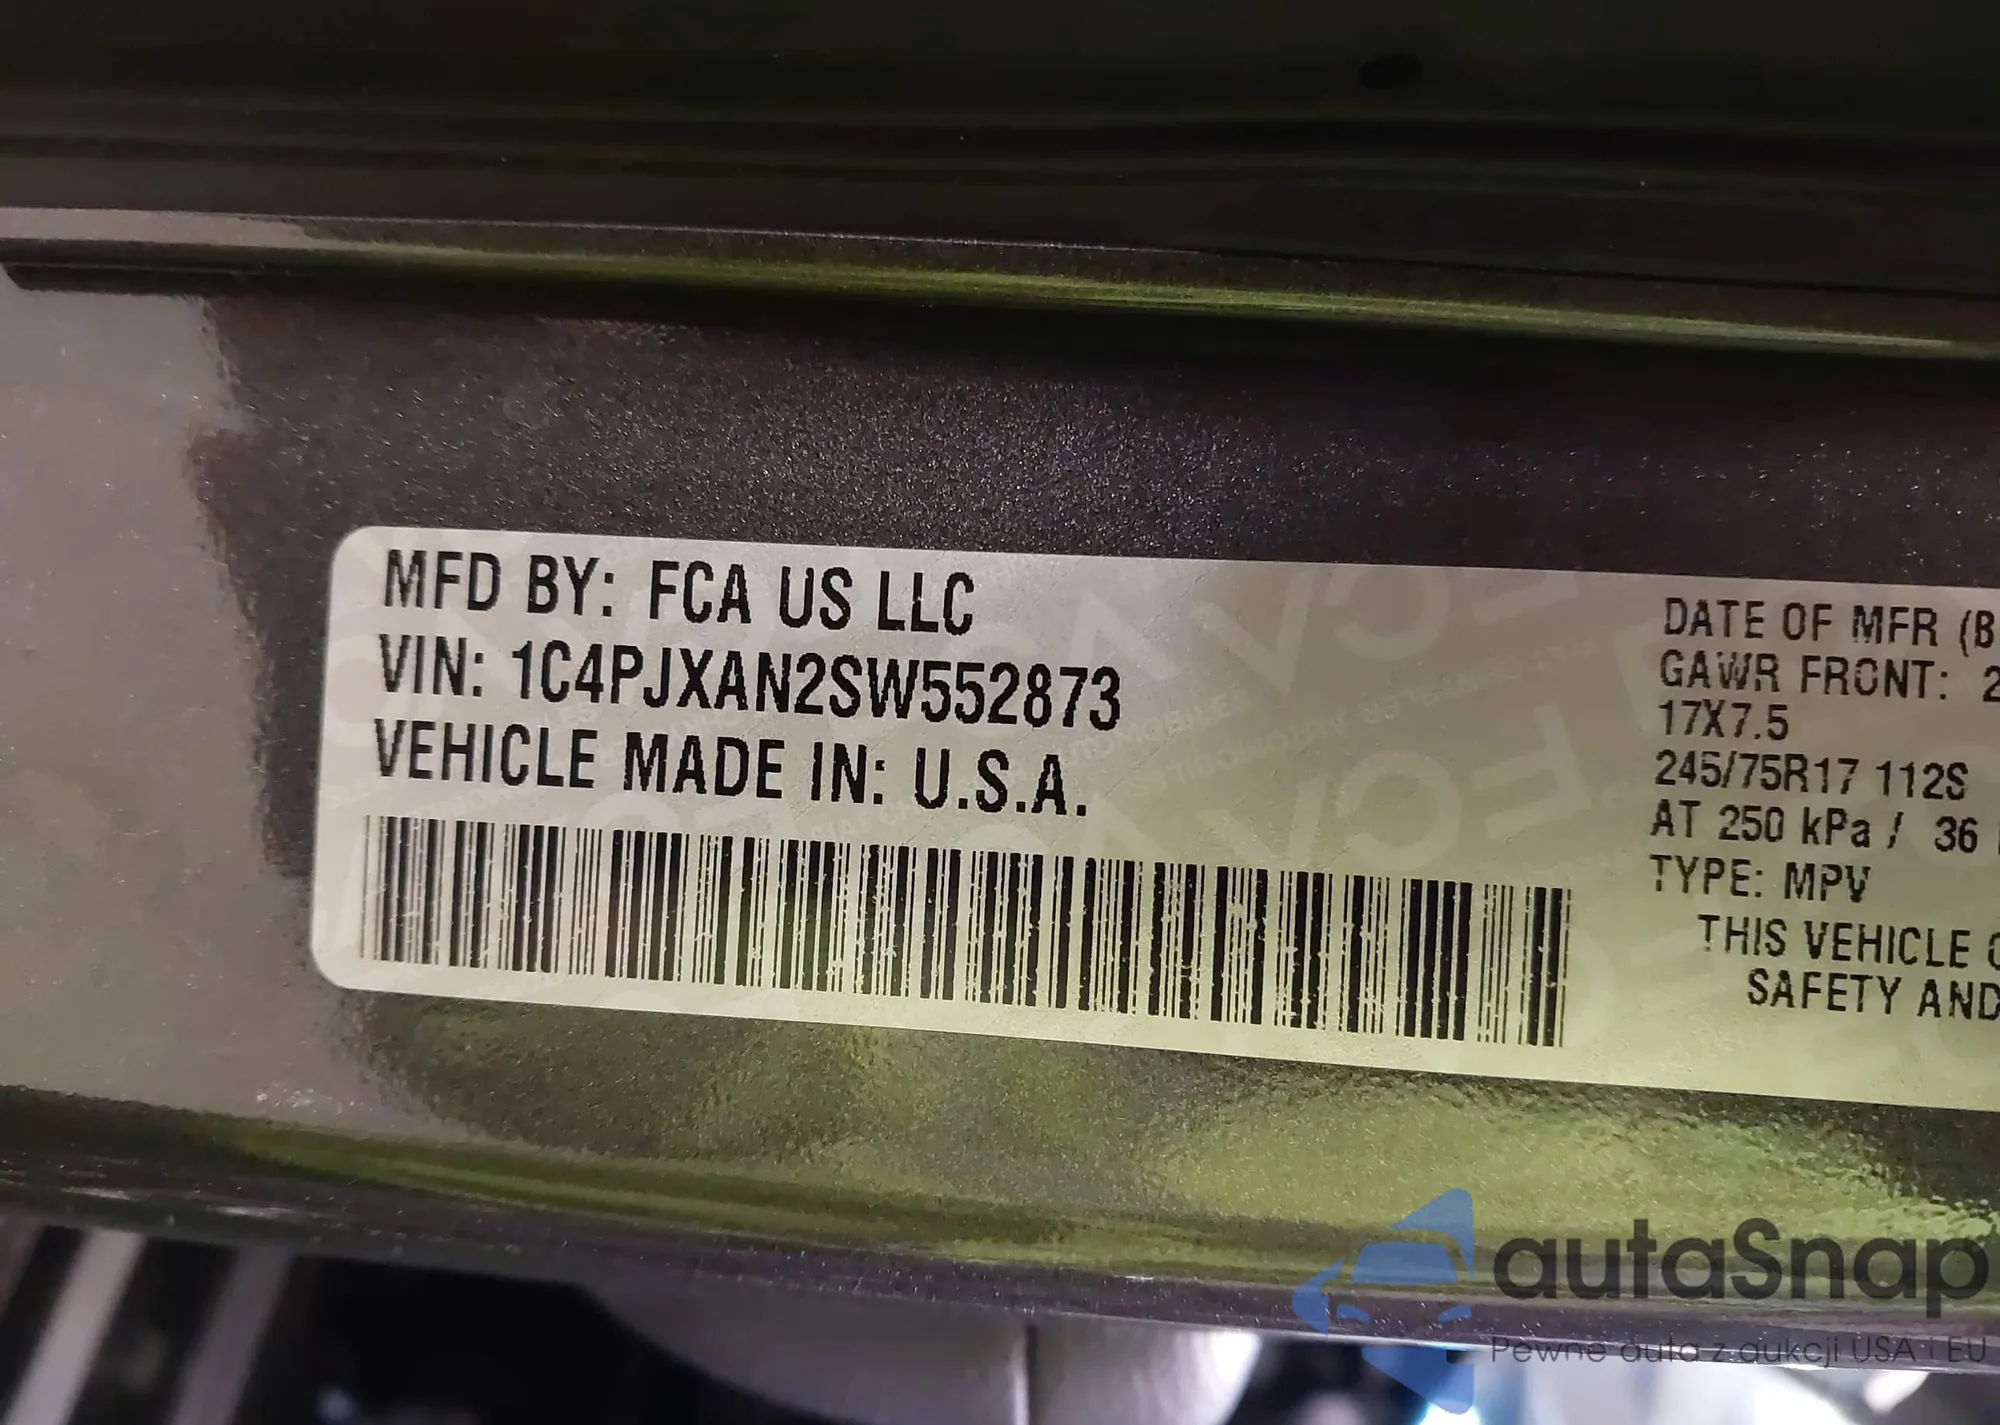 MFD BY: FCA US LLC
VIN: 1C4PJXAN2SW552873
VEHICLE MADE IN: U.S.A.
DATE OF MFR (B
GAWR FRONT: 2
17X7.5
245/75R17 112S
AT 250 kPa / 36
TYPE: MPV
THIS VEHICLE
SAFETY AND
autaSnap
Pewne auta z aukcji USA i EU